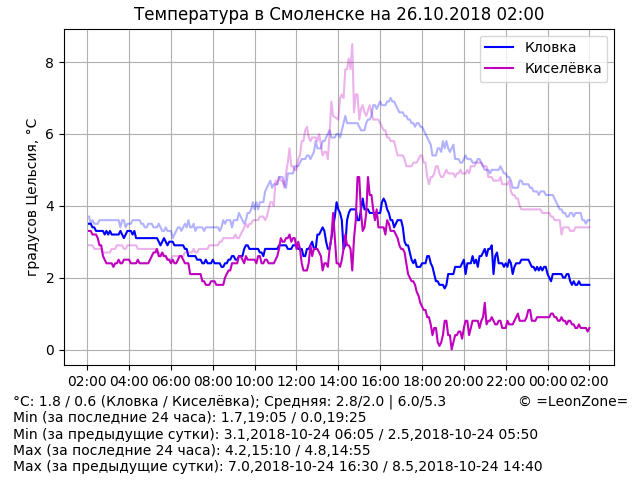 Температура в Смоленске на 26.10.2018 02:00
Кловка
Киселёвка
градусов Цельсия, °C
8
6
4
2
0
02:00 04:00 06:00 08:00 10:00 12:00 14:00 16:00 18:00 20:00 22:00 00:00 02:00
°C: 1.8 / 0.6 (Кловка / Киселёвка); Средняя: 2.8/2.0 | 6.0/5.3 © =LeonZone=
Min (за последние 24 часа): 1.7,19:05 / 0.0,19:25
Min (за предыдущие сутки): 3.1,2018-10-24 06:05 / 2.5,2018-10-24 05:50
Max (за последние 24 часа): 4.2,15:10 / 4.8,14:55
Max (за предыдущие сутки): 7.0,2018-10-24 16:30 / 8.5,2018-10-24 14:40